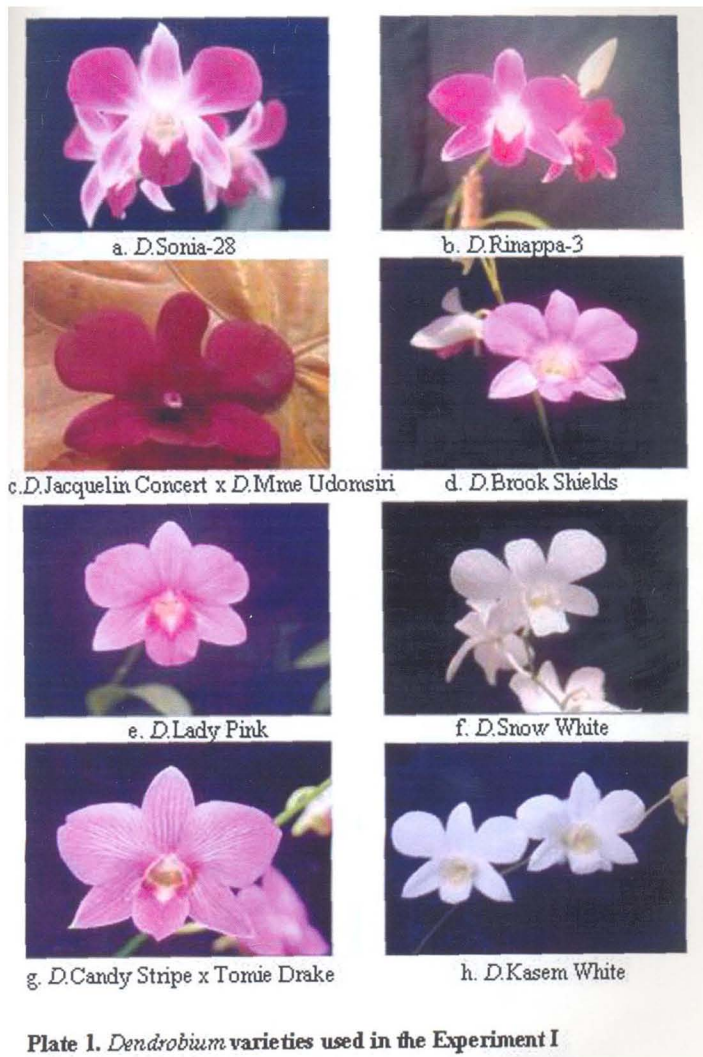 a. D.Sonia-28
b. D.Rinappa-3
c.D.Jacquelin Concert x D.Mme Udomsiri
d. D.Brook Shields
e. D.Lady Pink
f. D.Snow White
g. D.Candy Stripe x Tomie Drake
h. D.Kasem White
Plate 1. Dendrobium varieties used in the Experiment I